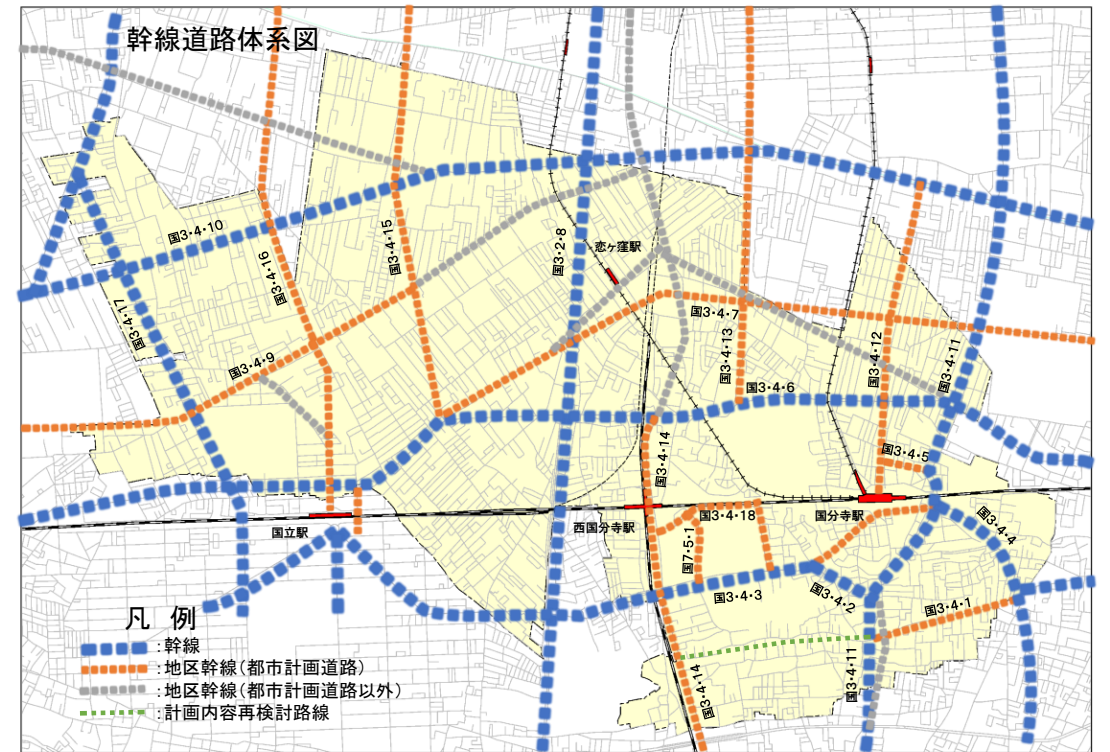 幹線道路体系図
国3・4・10
国3・4・15
国3・2・8
恋ヶ窪駅
国3・4・16
国3・4・17
国3・4・7
国3・4・13
国3・4・12
国3・4・11
国3・4・9
国3・4・6
国3・4・14
国3・4・5
国立駅
西国分寺駅
国3・4・18
国分寺駅
国3・4・4
国7・5・1
国3・4・3
国3・4・2
国3・4・1
国3・4・11
国3・4・14
凡 例
:幹線
:地区幹線(都市計画道路)
:地区幹線(都市計画道路以外)
:計画内容再検討路線